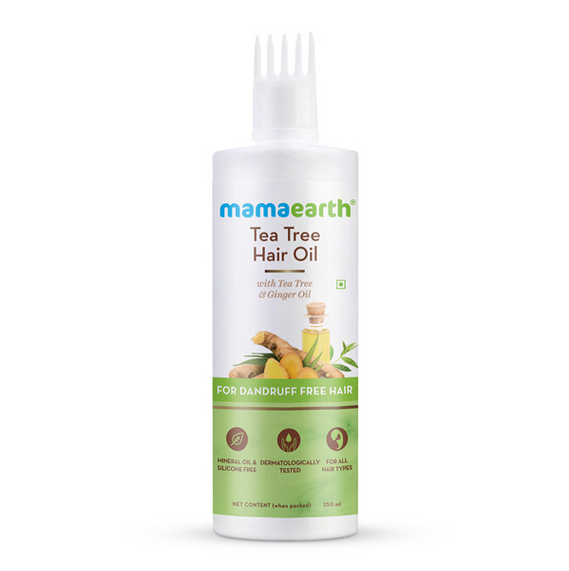 mamaearth®
Tea Tree
Hair Oil
with Tea Tree
& Ginger Oil
FOR DANDRUFF FREE HAIR
MINERAL OIL &
SILICONE FREE
DERMATOLOGICALLY
TESTED
FOR ALL
HAIR TYPES
NET CONTENT (when packed) 250 ml